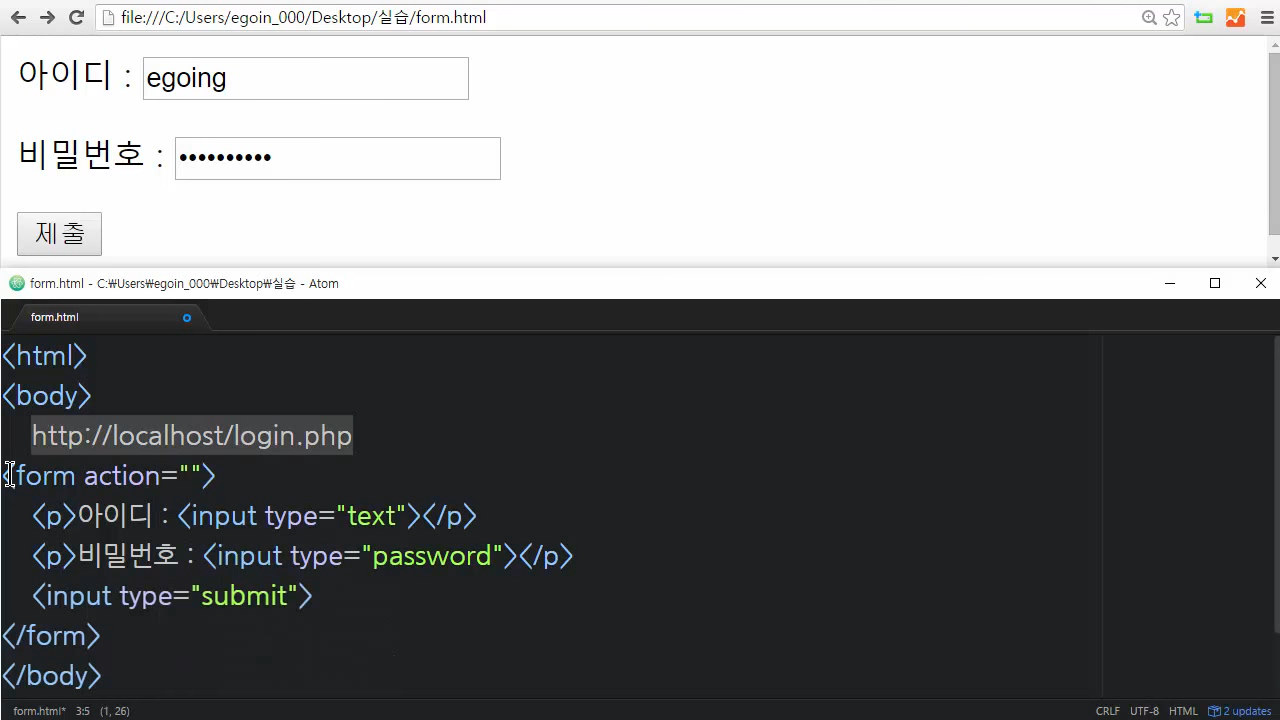 file:///C:/Users/egoin_000/Desktop/실습/form.html
아이디 : egoing
비밀번호 : ••••••••••
제출
form.html - C:₩Users₩egoin_000₩Desktop₩실습 - Atom
form.html
<html>
<body>
http://localhost/login.php
<form action="">
<p>아이디 : <input type="text"></p>
<p>비밀번호 : <input type="password"></p>
<input type="submit">
</form>
</body>
form.html* 3:5 (1, 26) CRLF UTF-8 HTML 2 updates